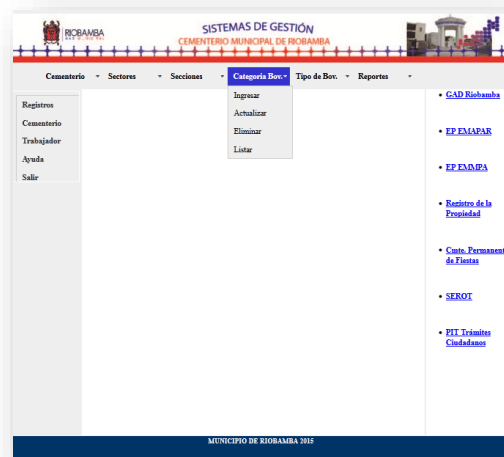 RIOBAMBA
SISTEMAS DE GESTIÓN
CEMENTERIO MUNICIPAL DE RIOBAMBA
Cementerio Sectores Secciones Categoria Bov. Tipo de Bov. Reportes
Ingresar
Actualizar
Eliminar
Listar
Registros
Cementerio
Trabajador
Ayuda
Salir
GAD Riobamba
EP EMAPAR
EP EMMPA
Registro de la
Propiedad
Cmte. Permanent
de Fiestas
SEROT
PIT Trámites
Ciudadanos
MUNICIPIO DE RIOBAMBA 2015